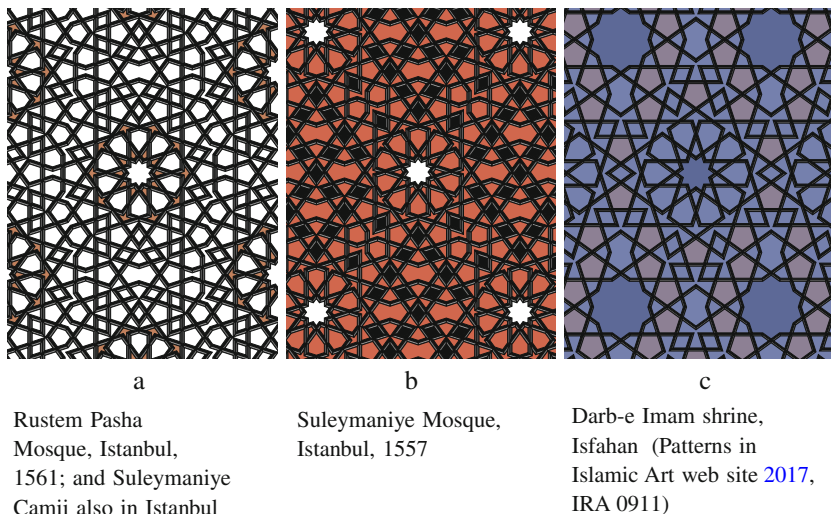 a
b
c
Rustem Pasha
Mosque, Istanbul,
1561; and Suleymaniye
Camii also in Istanbul
Suleymaniye Mosque,
Istanbul, 1557
Darb-e Imam shrine,
Isfahan (Patterns in
Islamic Art web site 2017,
IRA 0911)